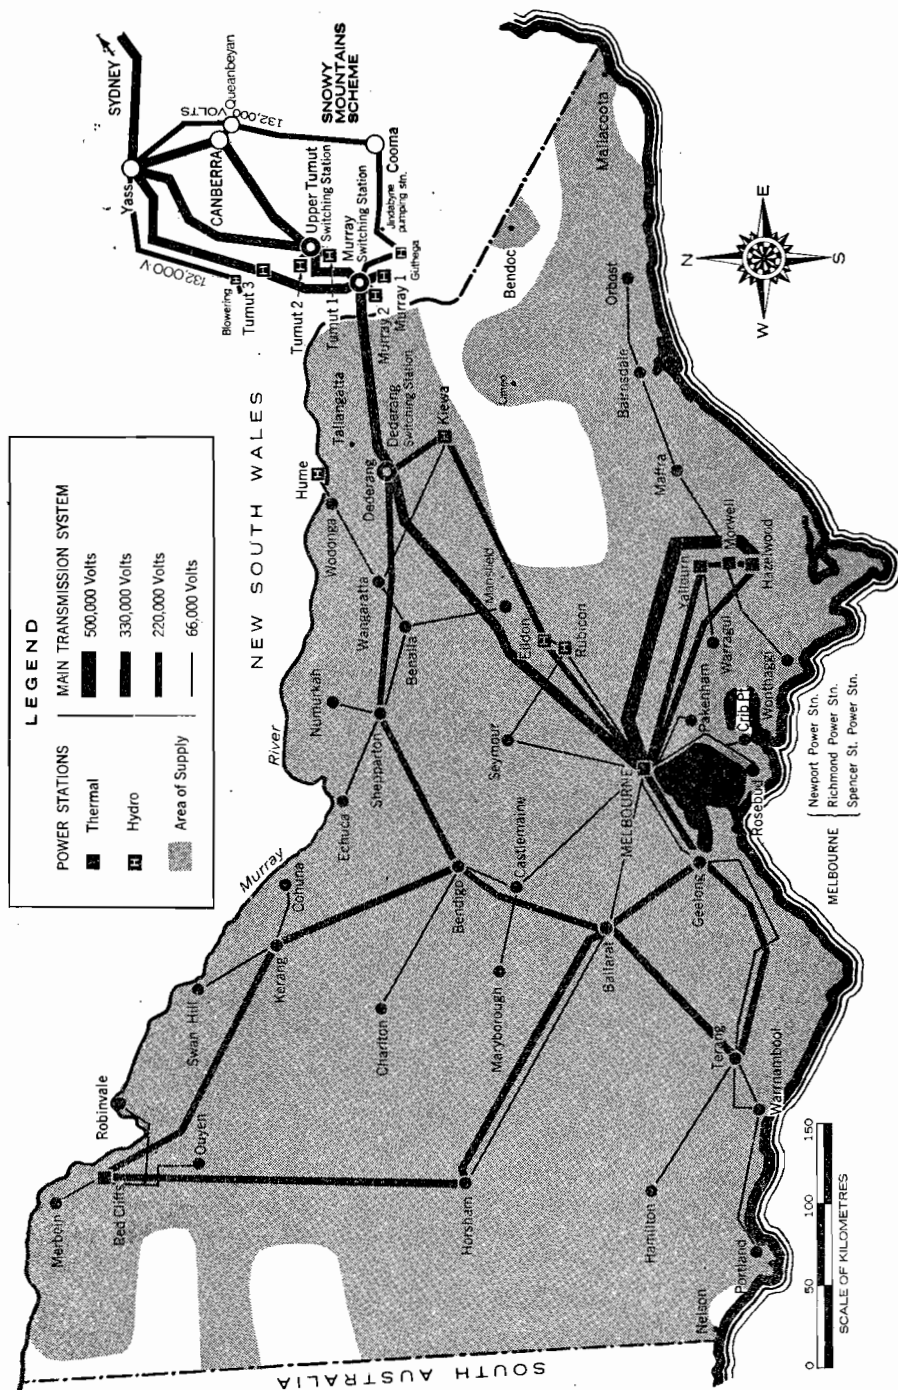 LEGEND
POWER STATIONS
Thermal
Hydro
Area of Supply
MAIN TRANSMISSION SYSTEM
500,000 Volts
330,000 Volts
220,000 Volts
66,000 Volts
NEW SOUTH WALES
SOUTH AUSTRALIA
SYDNEY
Yass
132,000 VOLTS
Queanbeyan
CANBERRA
SNOWY
MOUNTAINS
SCHEME
Cooma
132,000 V
Blowering
Tumut 3
Upper Tumut
Switching Station
Tumut 2
Tumut 1
Murray
Switching Station
Jindabyne
pumping stn.
Guthega
Murray 2
Murray 1
Murray
River
Merbein
Red Cliffs
Robinvale
Ouyen
Swan Hill
Kerang
Cohuna
Charlton
Echuca
Numurkah
Shepparton
Wangaratta
Wodonga
Hume
Tallangatta
Dederang
Dederang
Switching Station
Kiewa
Benalla
Mansfield
Eildon
Rubicon
Seymour
Bendigo
Castlemaine
Maryborough
Horsham
Ballarat
MELBOURNE
Geelong
Terang
Hamilton
Warrnambool
Portland
Nelson
Rosebud
Crib Pt.
Pakenham
Warragul
Wonthaggi
Yallourn
Morwell
Hazelwood
Maffra
Bairnsdale
Orbost
Omeo
Bendoc
Mallacoota
MELBOURNE
Newport Power Stn.
Richmond Power Stn.
Spencer St. Power Stn.
N
E
S
W
0 50 100 150
SCALE OF KILOMETRES